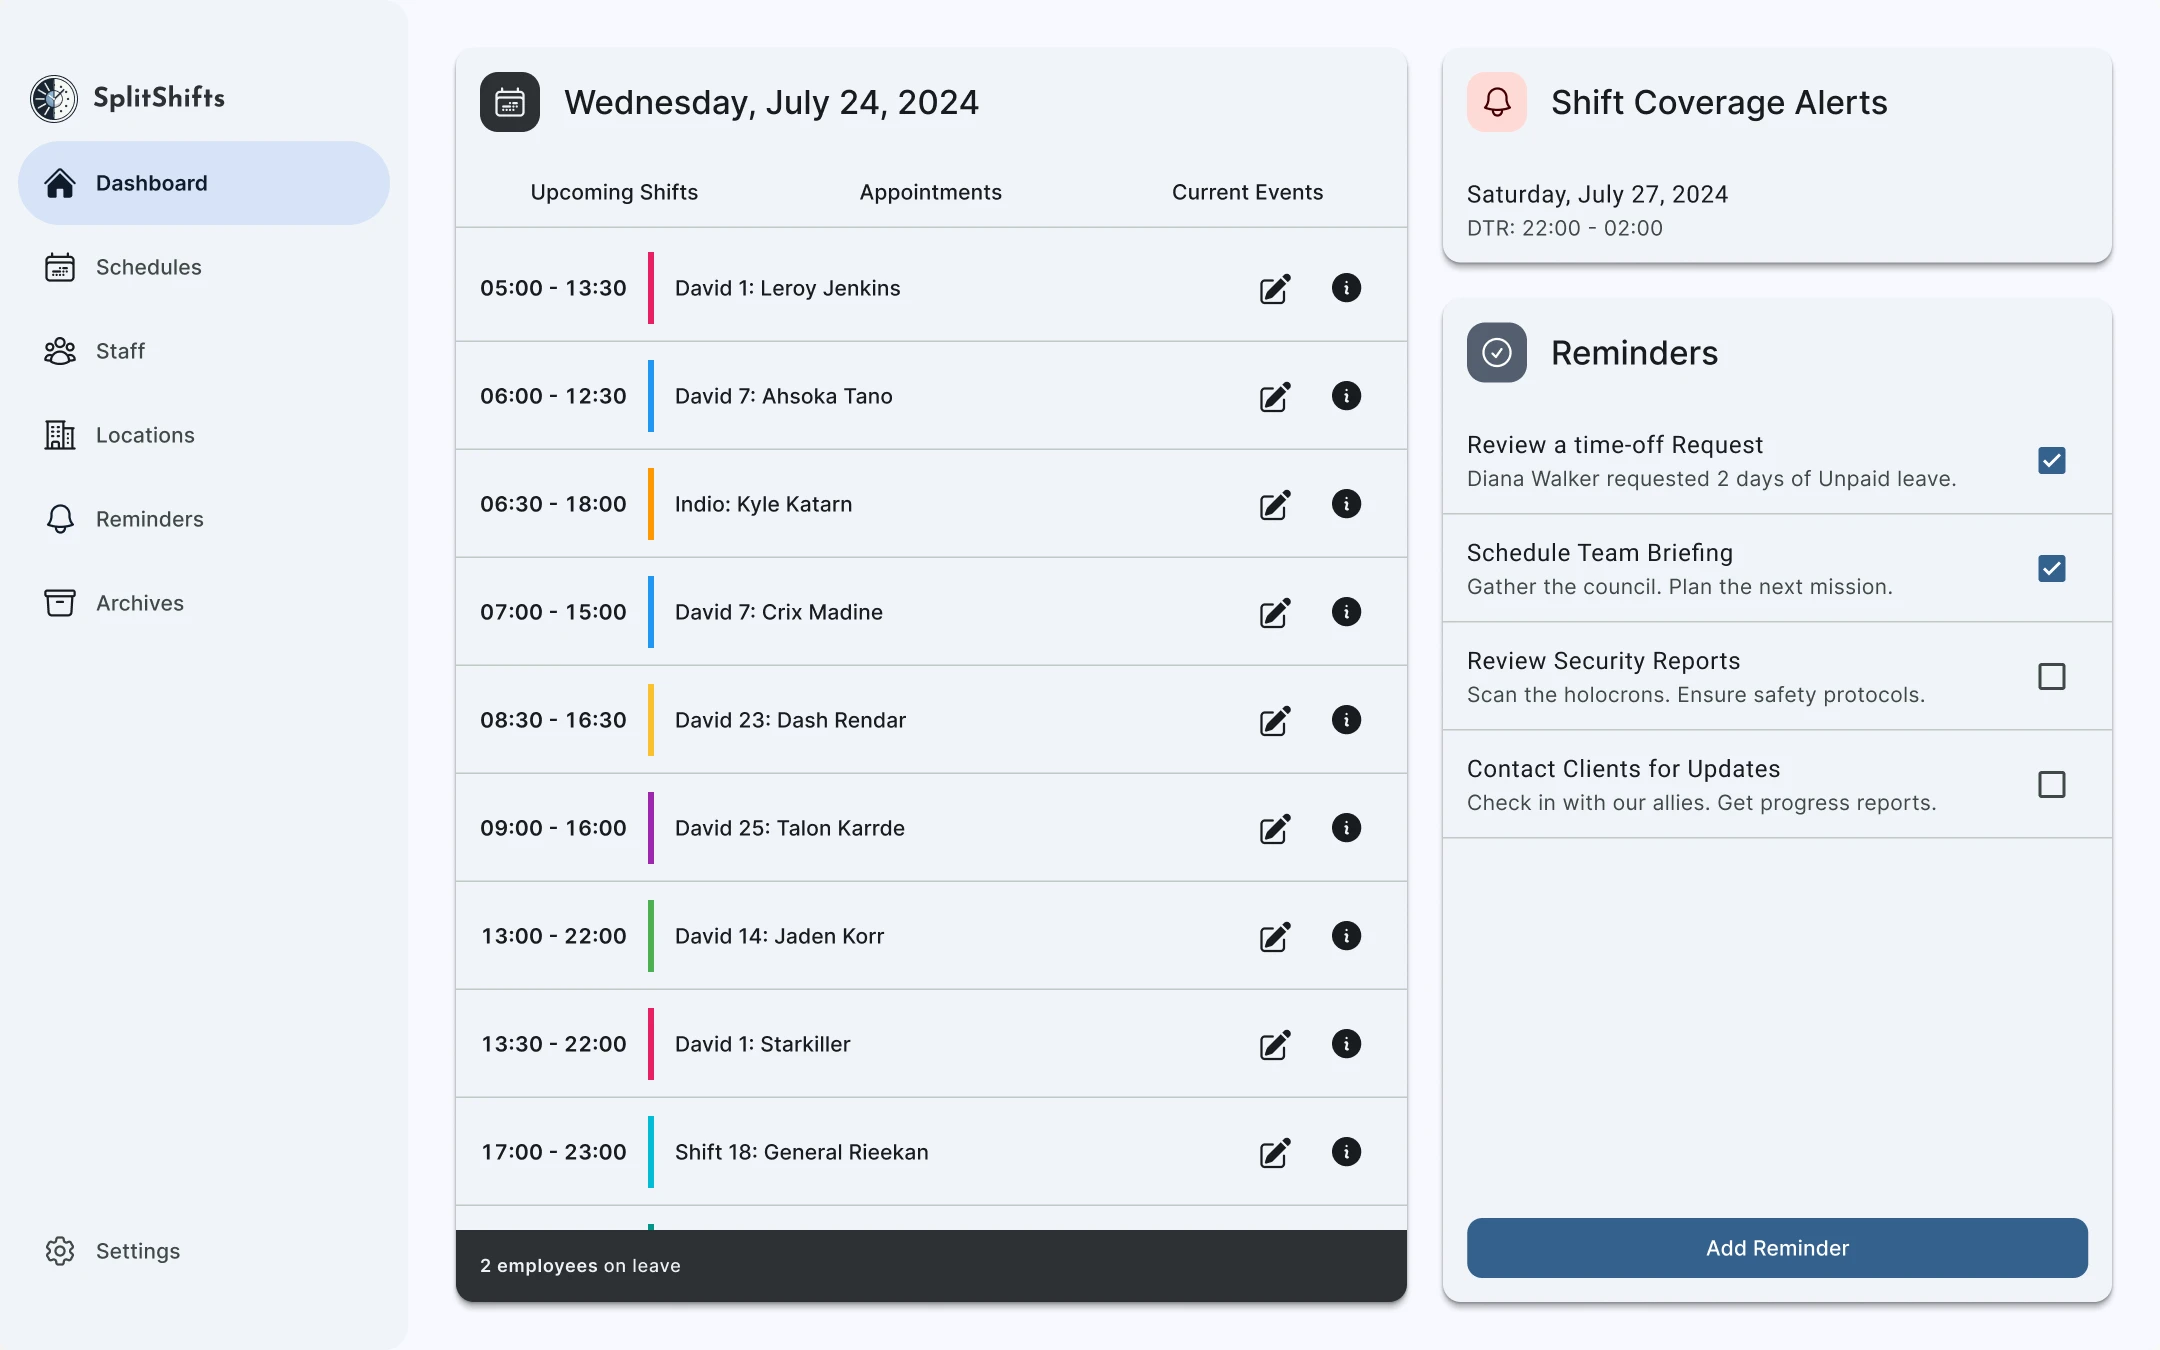 SplitShifts
Dashboard
Schedules
Staff
Locations
Reminders
Archives
Settings
Wednesday, July 24, 2024
Upcoming Shifts
Appointments
Current Events
05:00 - 13:30
David 1: Leroy Jenkins
06:00 - 12:30
David 7: Ahsoka Tano
06:30 - 18:00
Indio: Kyle Katarn
07:00 - 15:00
David 7: Crix Madine
08:30 - 16:30
David 23: Dash Rendar
09:00 - 16:00
David 25: Talon Karrde
13:00 - 22:00
David 14: Jaden Korr
13:30 - 22:00
David 1: Starkiller
17:00 - 23:00
Shift 18: General Rieekan
2 employees on leave
Shift Coverage Alerts
Saturday, July 27, 2024
DTR: 22:00 - 02:00
Reminders
Review a time-off Request
Diana Walker requested 2 days of Unpaid leave.
Schedule Team Briefing
Gather the council. Plan the next mission.
Review Security Reports
Scan the holocrons. Ensure safety protocols.
Contact Clients for Updates
Check in with our allies. Get progress reports.
Add Reminder